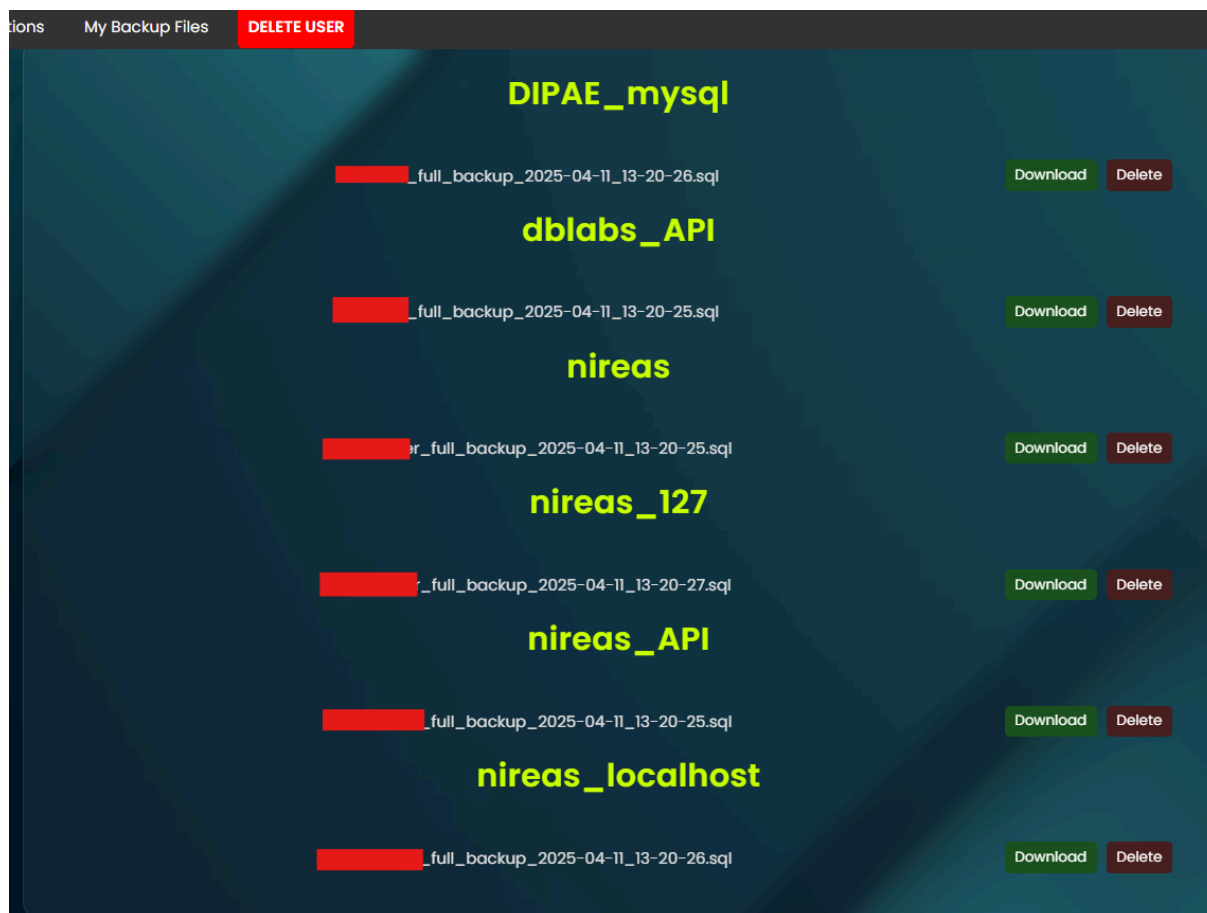 tions My Backup Files DELETE USER
DIPAE_mysql
_full_backup_2025-04-11_13-20-26.sql Download Delete
dblabs_API
_full_backup_2025-04-11_13-20-25.sql Download Delete
nireas
er_full_backup_2025-04-11_13-20-25.sql Download Delete
nireas_127
r_full_backup_2025-04-11_13-20-27.sql Download Delete
nireas_API
_full_backup_2025-04-11_13-20-25.sql Download Delete
nireas_localhost
_full_backup_2025-04-11_13-20-26.sql Download Delete